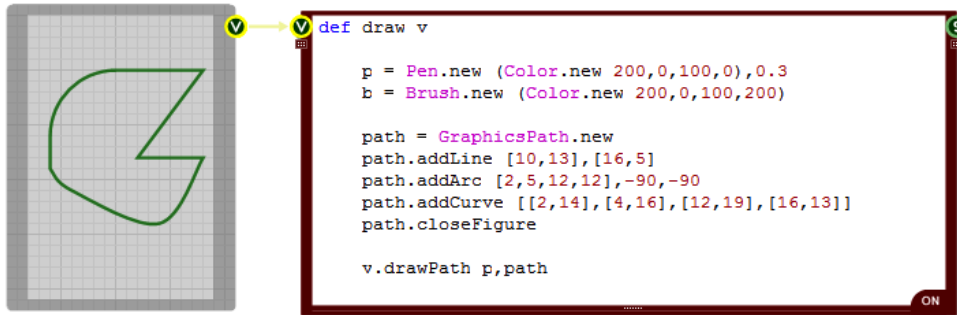 V V def draw v
p = Pen.new (Color.new 200,0,100,0),0.3
b = Brush.new (Color.new 200,0,100,200)
path = GraphicsPath.new
path.addLine [10,13],[16,5]
path.addArc [2,5,12,12],-90,-90
path.addCurve [[2,14],[4,16],[12,19],[16,13]]
path.closeFigure
v.drawPath p,path
ON